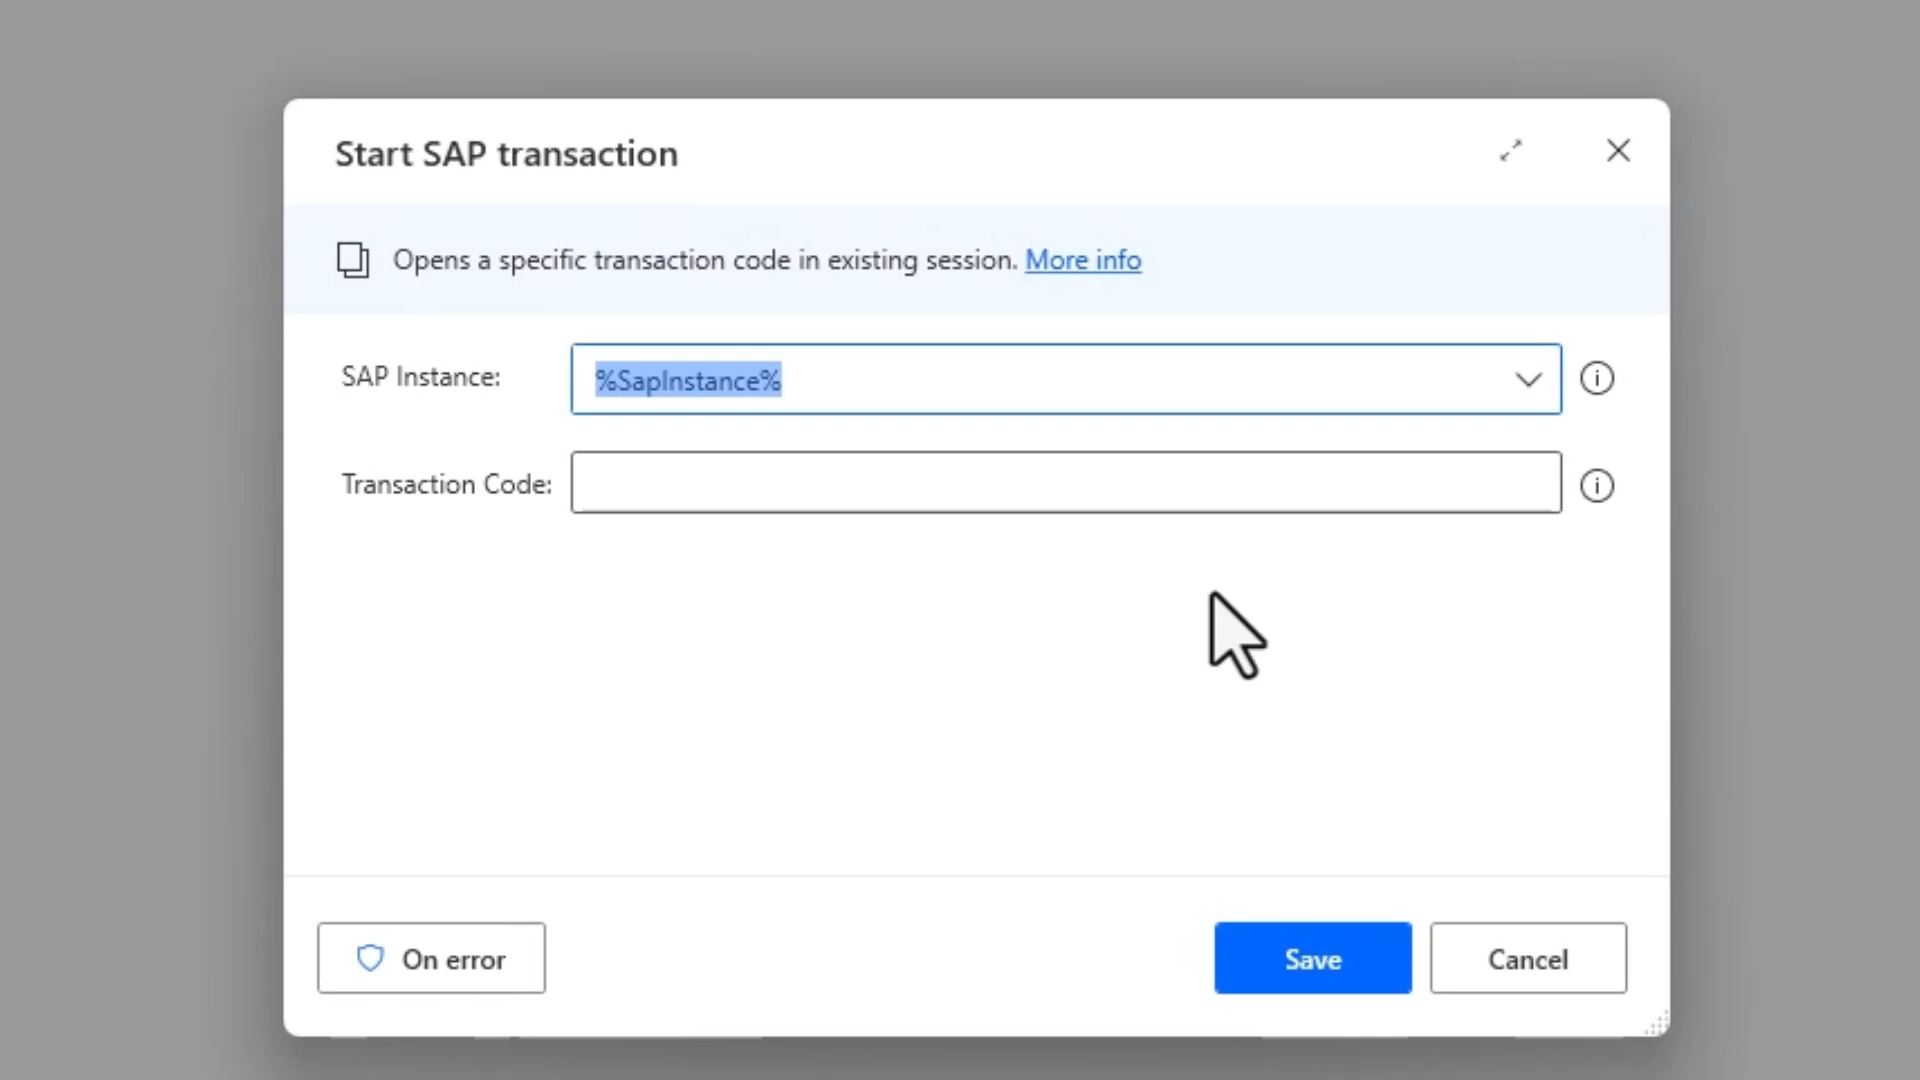 Start SAP transaction
Opens a specific transaction code in existing session. More info
SAP Instance: %SapInstance%
Transaction Code:
On error Save Cancel